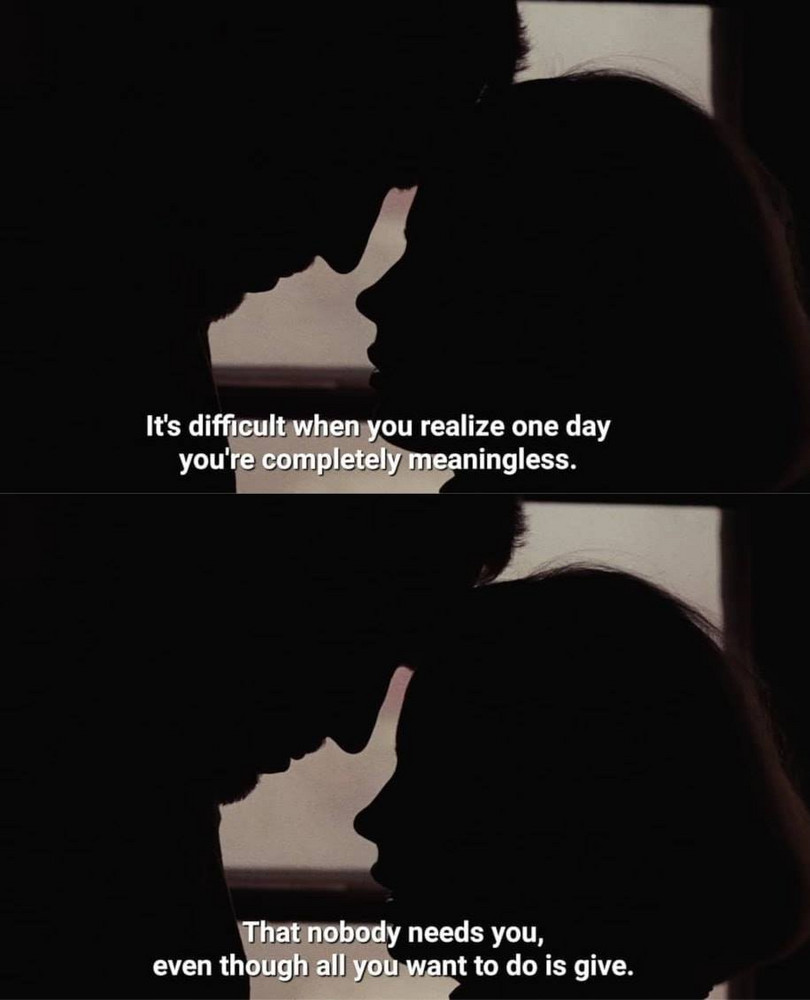 It's difficult when you realize one day
you're completely meaningless.
That nobody needs you,
even though all you want to do is give.